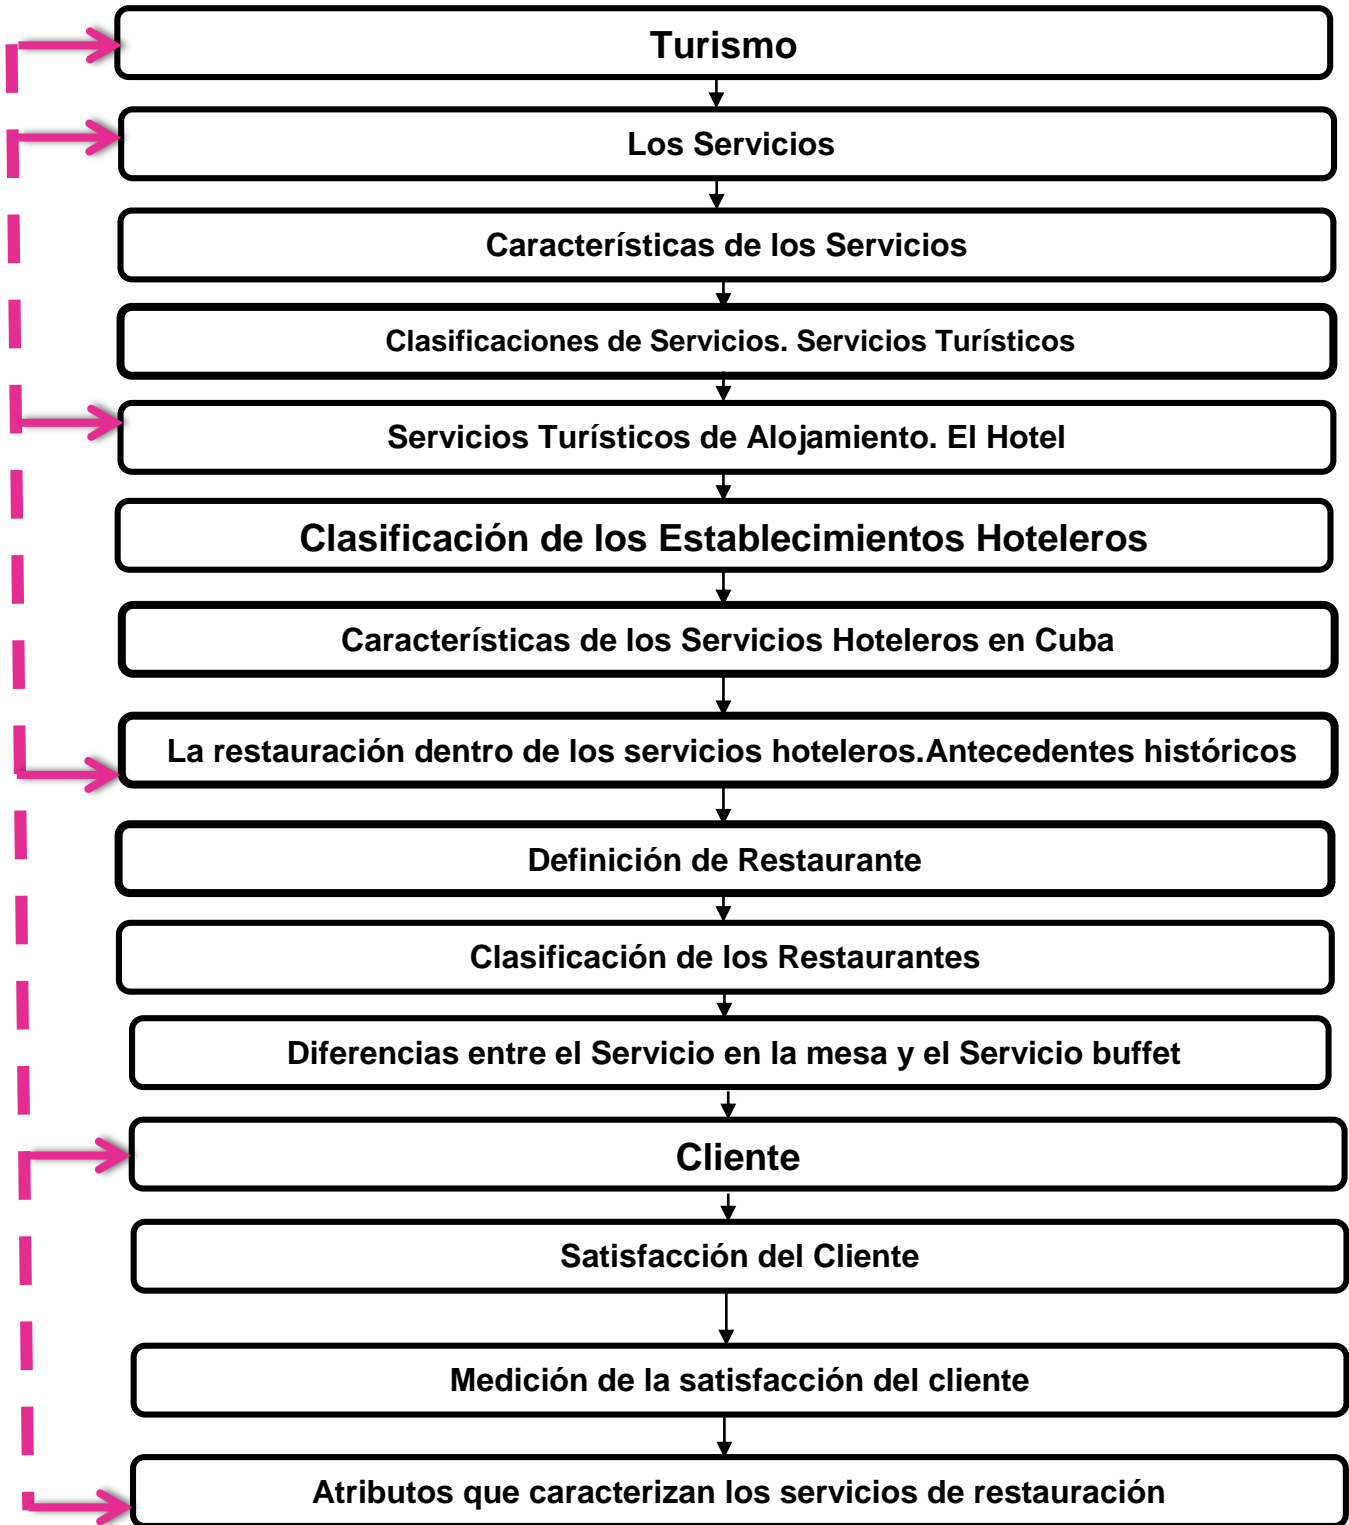 Turismo
Los Servicios
Características de los Servicios
Clasificaciones de Servicios. Servicios Turísticos
Servicios Turísticos de Alojamiento. El Hotel
Clasificación de los Establecimientos Hoteleros
Características de los Servicios Hoteleros en Cuba
La restauración dentro de los servicios hoteleros.Antecedentes históricos
Definición de Restaurante
Clasificación de los Restaurantes
Diferencias entre el Servicio en la mesa y el Servicio buffet
Cliente
Satisfacción del Cliente
Medición de la satisfacción del cliente
Atributos que caracterizan los servicios de restauración